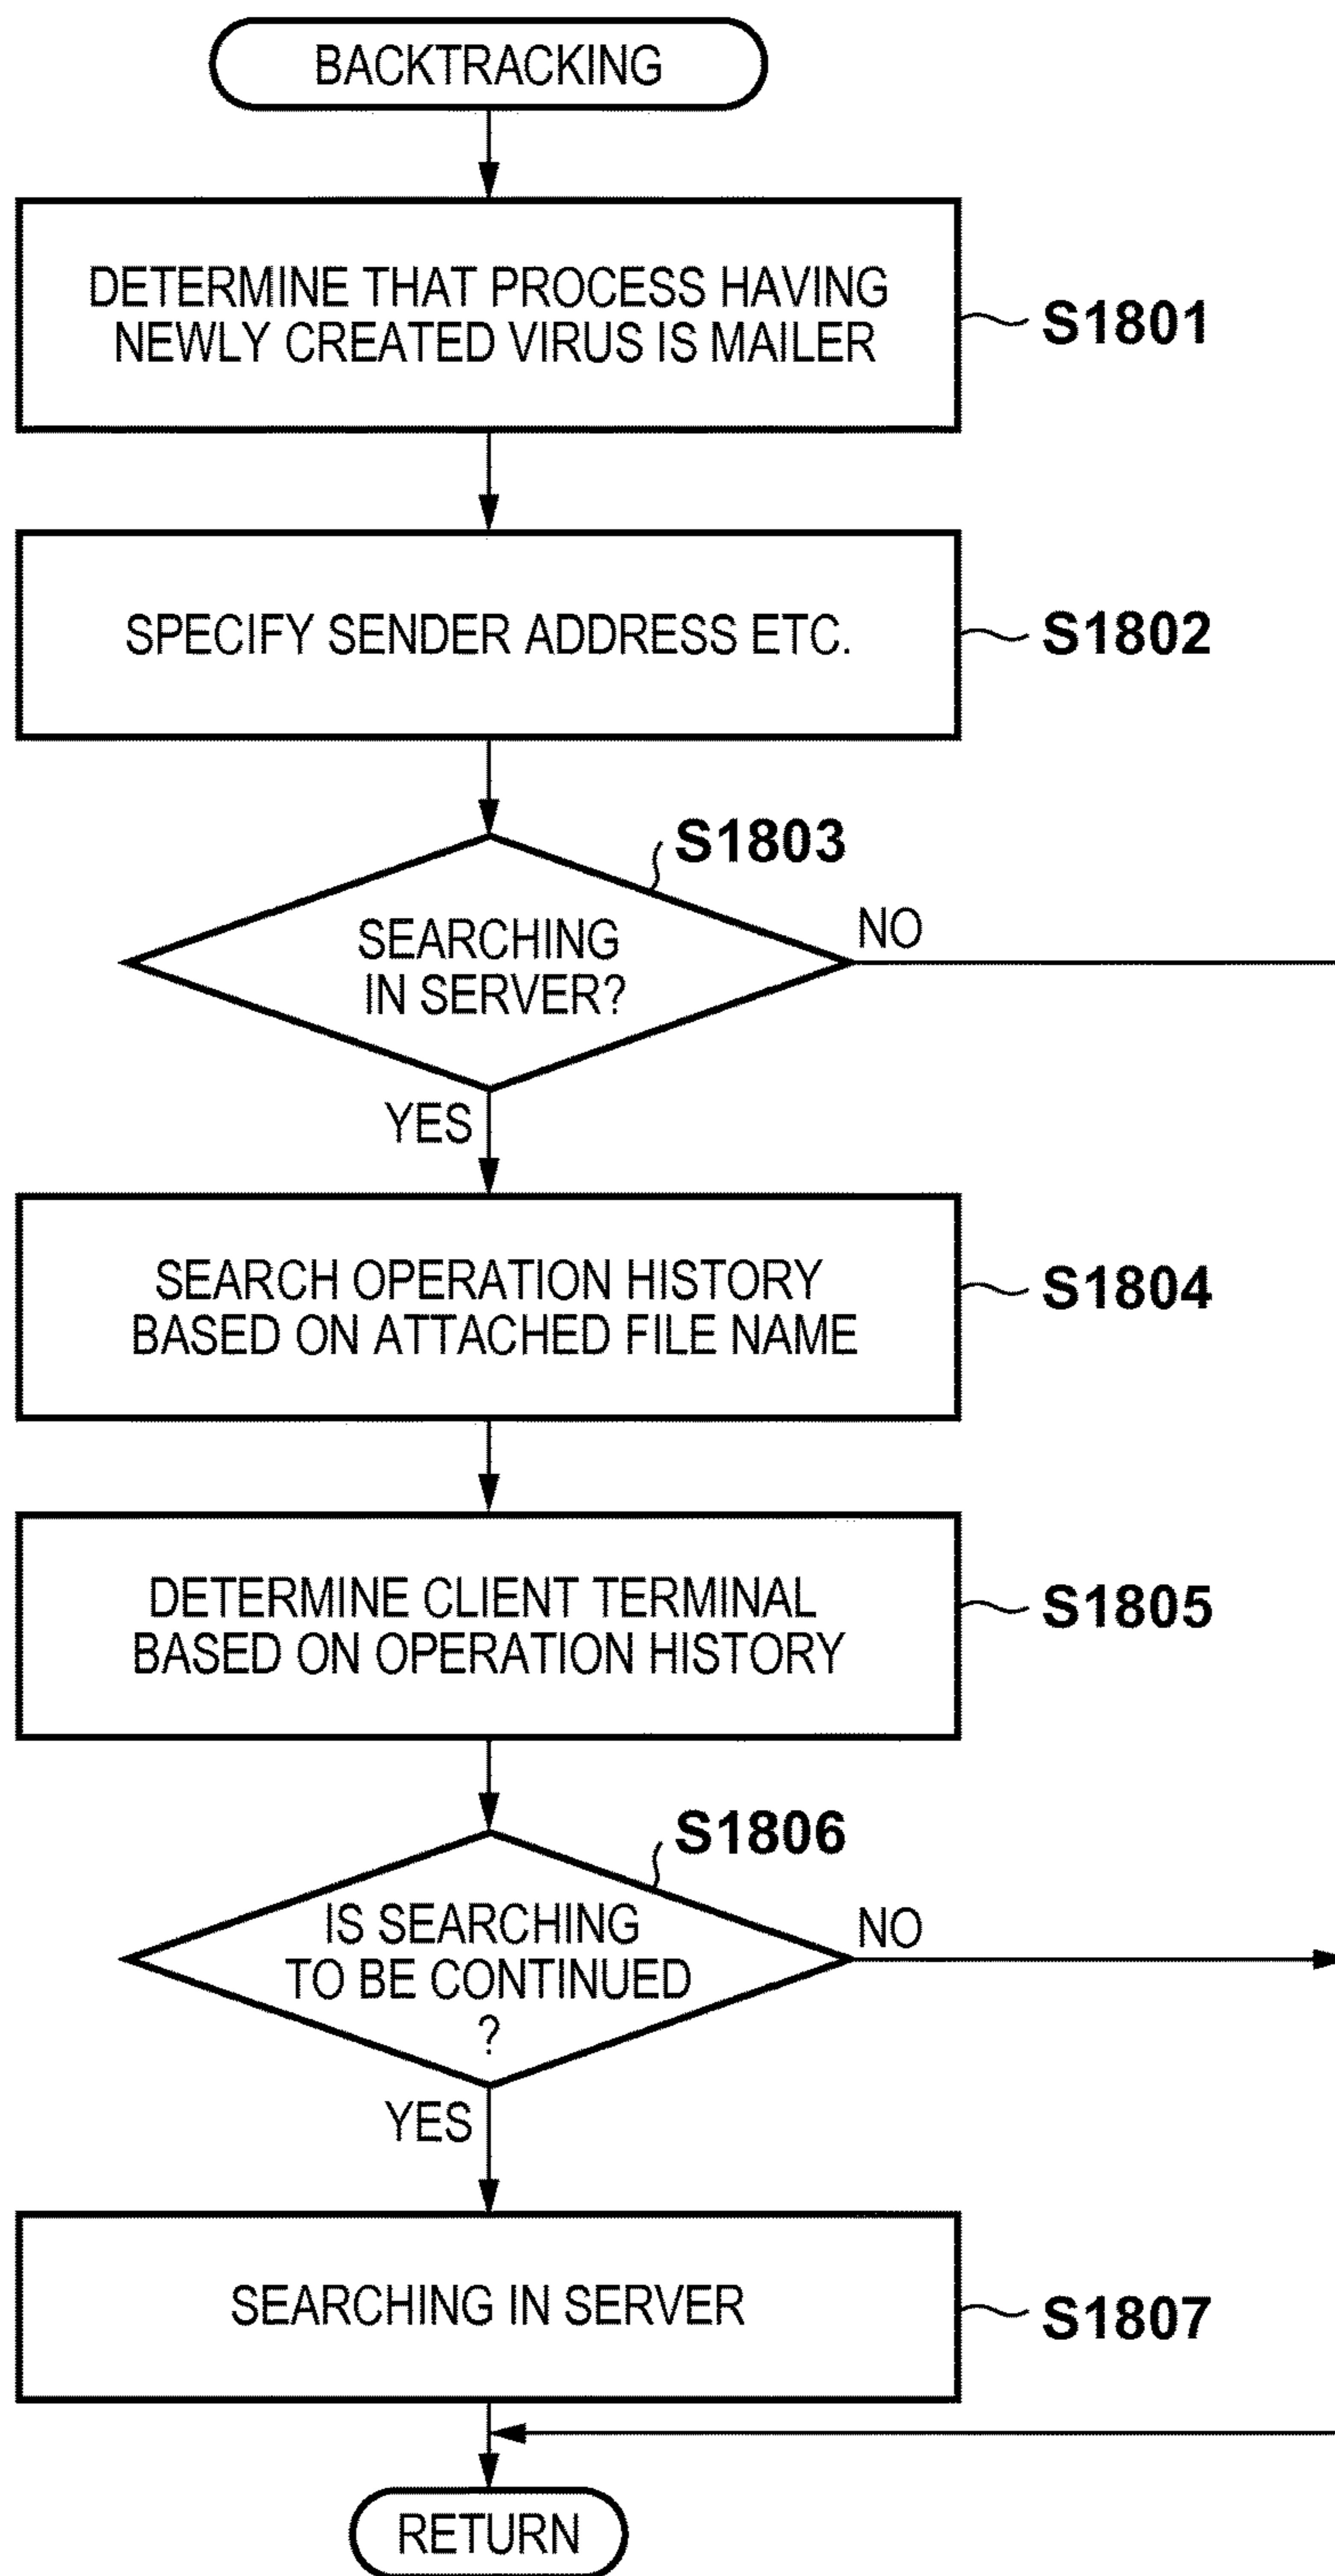 BACKTRACKING
DETERMINE THAT PROCESS HAVING
NEWLY CREATED VIRUS IS MAILER
S1801
SPECIFY SENDER ADDRESS ETC.
S1802
S1803
SEARCHING
IN SERVER?
NO
YES
SEARCH OPERATION HISTORY
BASED ON ATTACHED FILE NAME
S1804
DETERMINE CLIENT TERMINAL
BASED ON OPERATION HISTORY
S1805
S1806
IS SEARCHING
TO BE CONTINUED
?
NO
YES
SEARCHING IN SERVER
S1807
RETURN